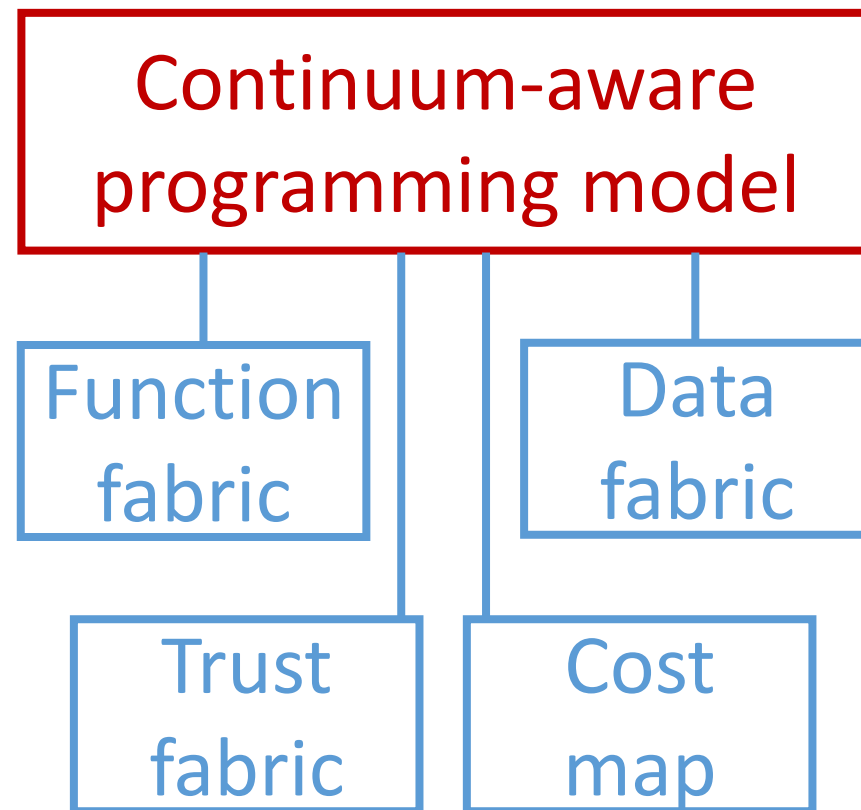 Continuum-aware
programming model
Function
fabric
Data
fabric
Trust
fabric
Cost
map